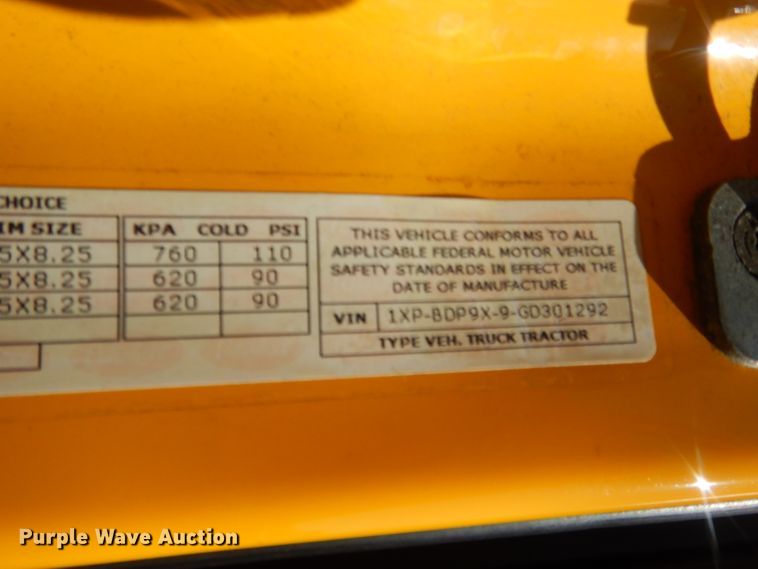 CHOICE
IM SIZE
KPA COLD PSI
5X8.25 760 110
5X8.25 620 90
5X8.25 620 90
THIS VEHICLE CONFORMS TO ALL
APPLICABLE FEDERAL MOTOR VEHICLE
SAFETY STANDARDS IN EFFECT ON THE
DATE OF MANUFACTURE
VIN 1XP-BDP9X-9-GD301292
TYPE VEH. TRUCK TRACTOR
Purple Wave Auction